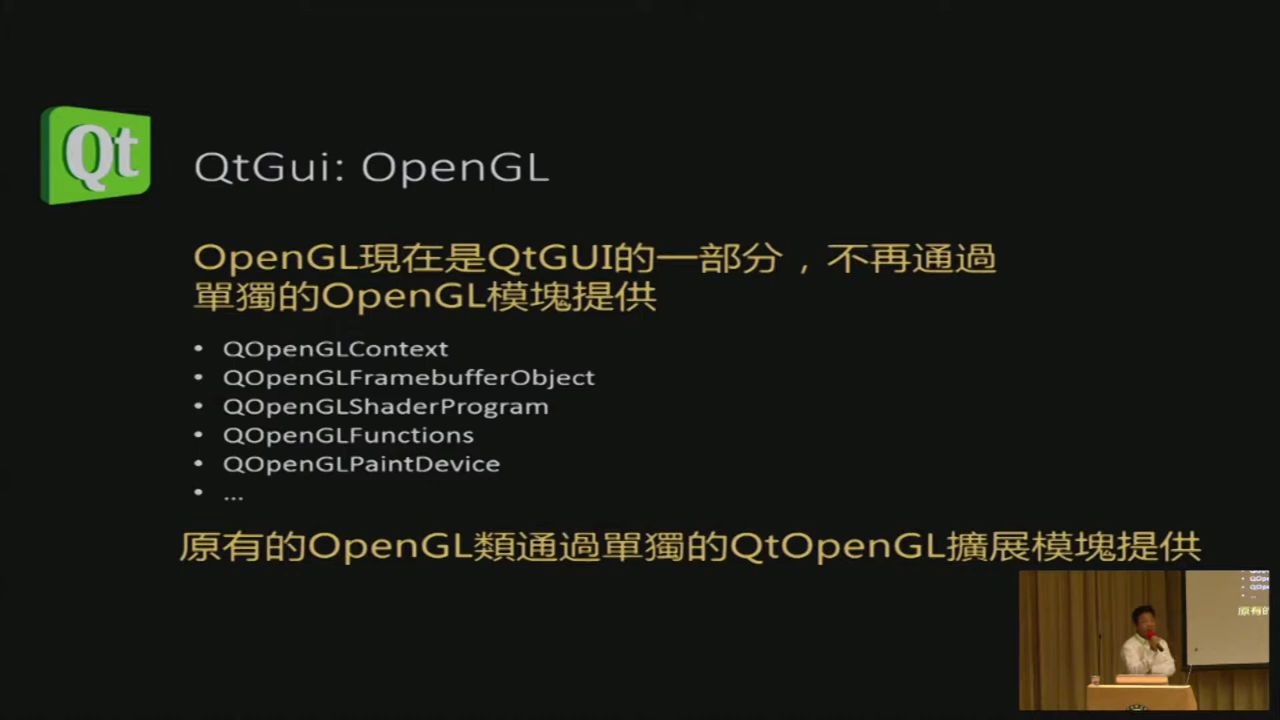 Qt
QtGui: OpenGL
OpenGL現在是QtGUI的一部分，不再通過
單獨的OpenGL模塊提供
• QOpenGLContext
• QOpenGLFramebufferObject
• QOpenGLShaderProgram
• QOpenGLFunctions
• QOpenGLPaintDevice
• ...
原有的OpenGL類通過單獨的QtOpenGL擴展模塊提供
原有的